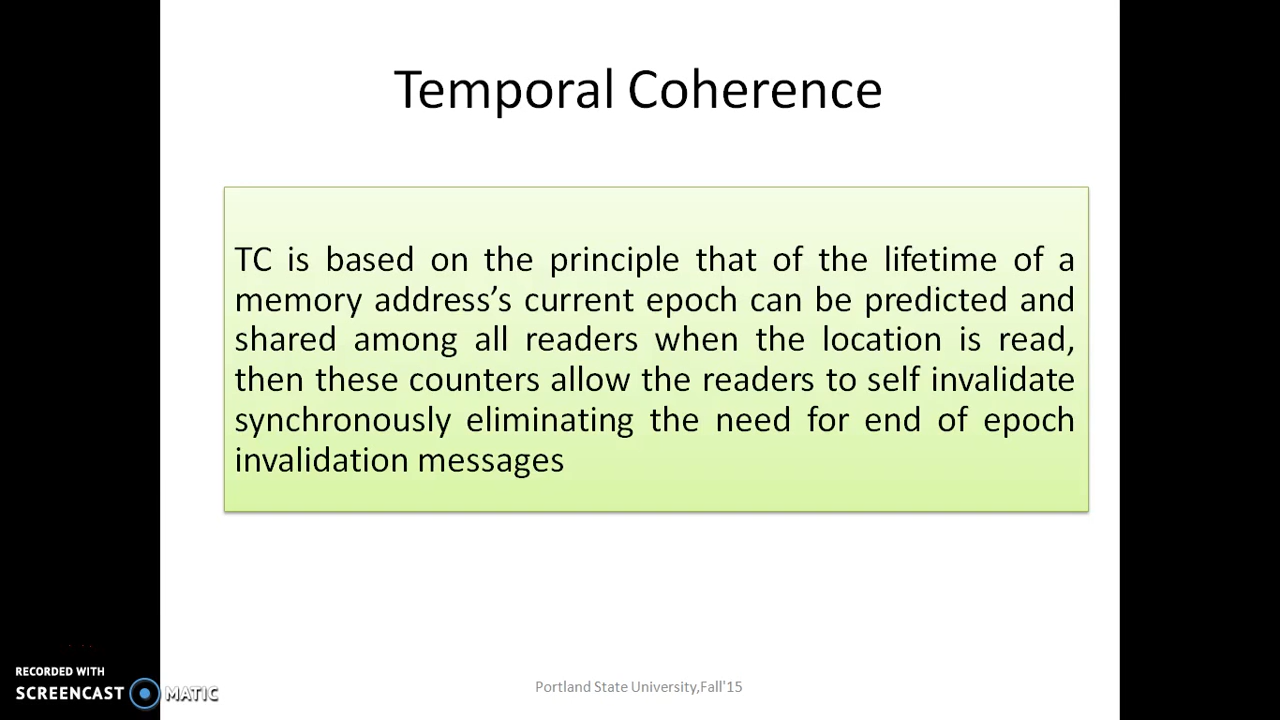 Temporal Coherence
TC is based on the principle that of the lifetime of a
memory address’s current epoch can be predicted and
shared among all readers when the location is read,
then these counters allow the readers to self invalidate
synchronously eliminating the need for end of epoch
invalidation messages
RECORDED WITH
SCREENCAST MATIC
Portland State University,Fall'15